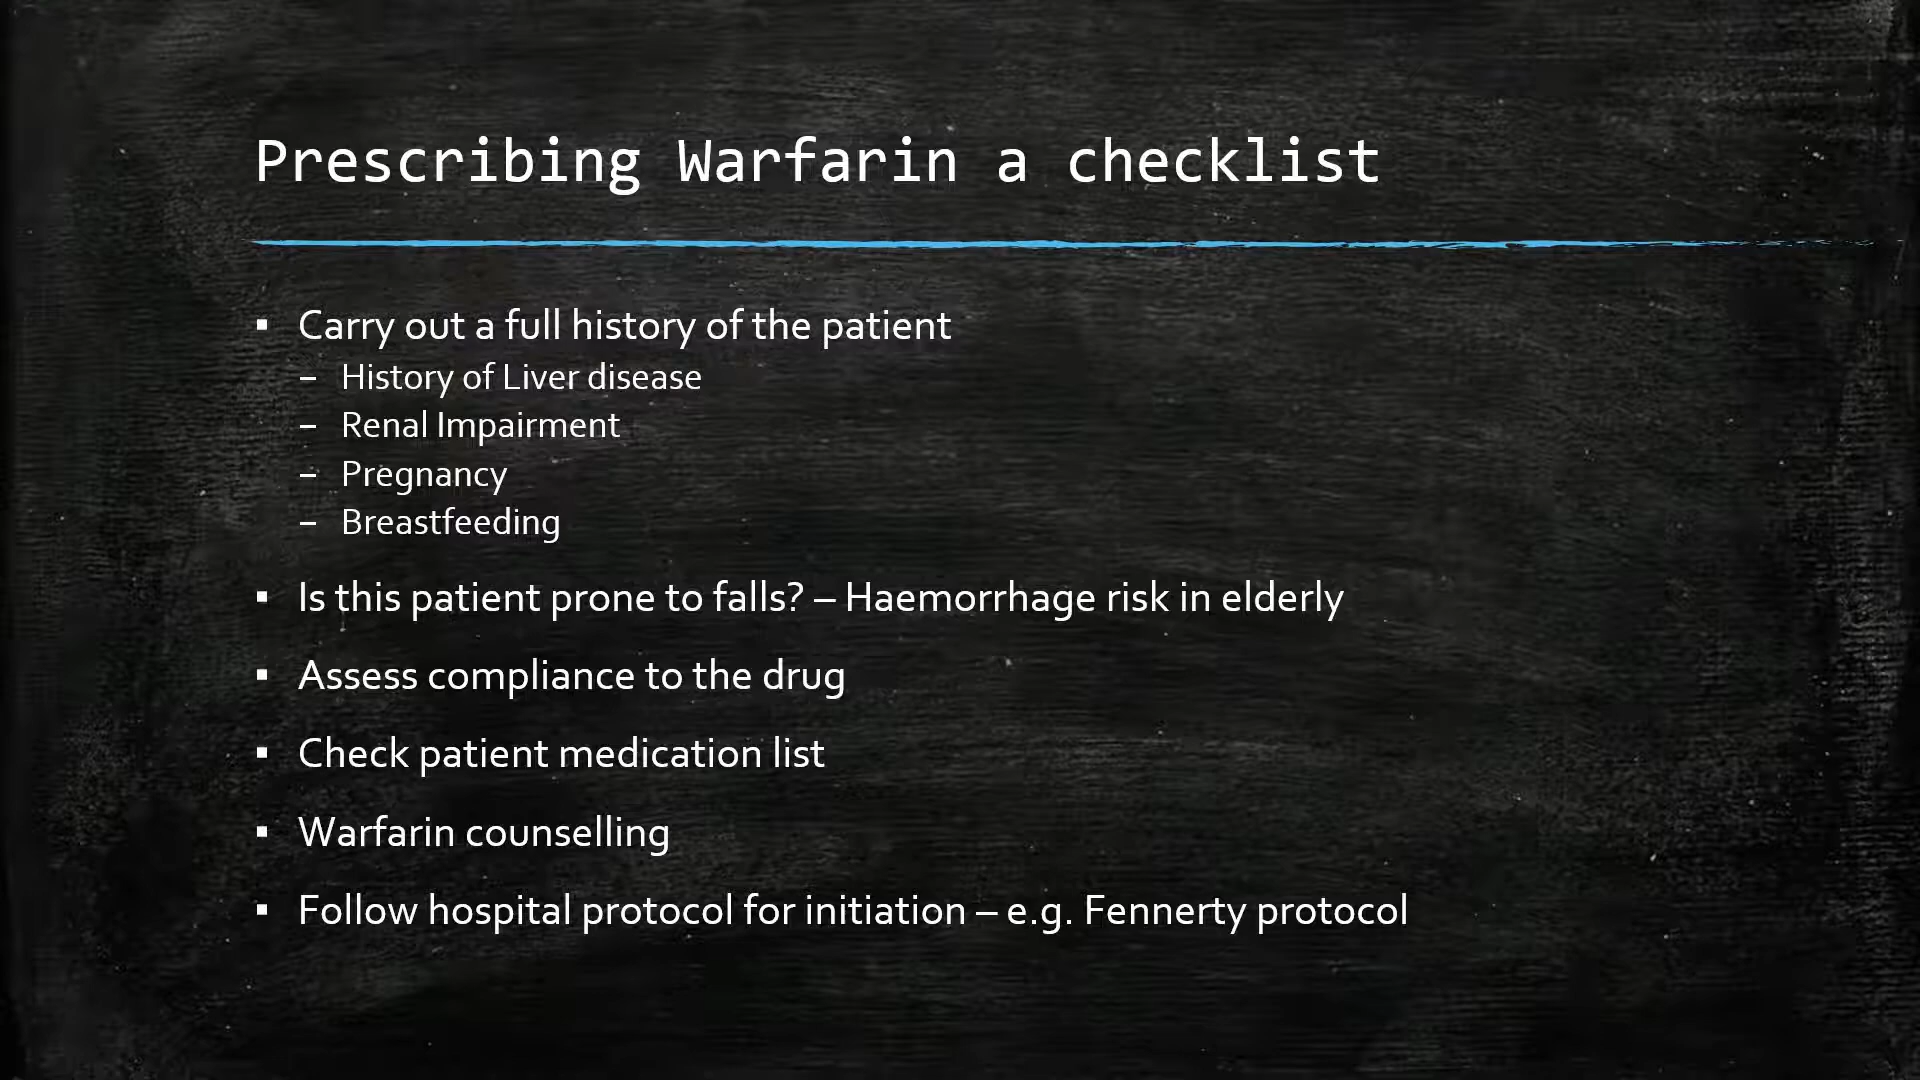 Prescribing Warfarin a checklist
▪ Carry out a full history of the patient
– History of Liver disease
– Renal Impairment
– Pregnancy
– Breastfeeding
▪ Is this patient prone to falls? – Haemorrhage risk in elderly
▪ Assess compliance to the drug
▪ Check patient medication list
▪ Warfarin counselling
▪ Follow hospital protocol for initiation – e.g. Fennerty protocol